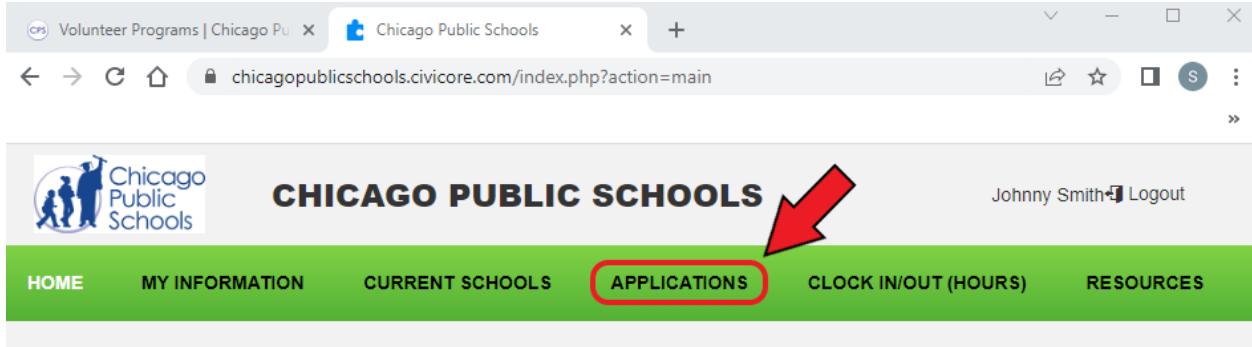 CPS Volunteer Programs | Chicago Pu
Chicago Public Schools
chicagopublicschools.civicore.com/index.php?action=main
S
Chicago
Public
Schools
CHICAGO PUBLIC SCHOOLS
Johnny Smith Logout
HOME MY INFORMATION CURRENT SCHOOLS APPLICATIONS CLOCK IN/OUT (HOURS) RESOURCES